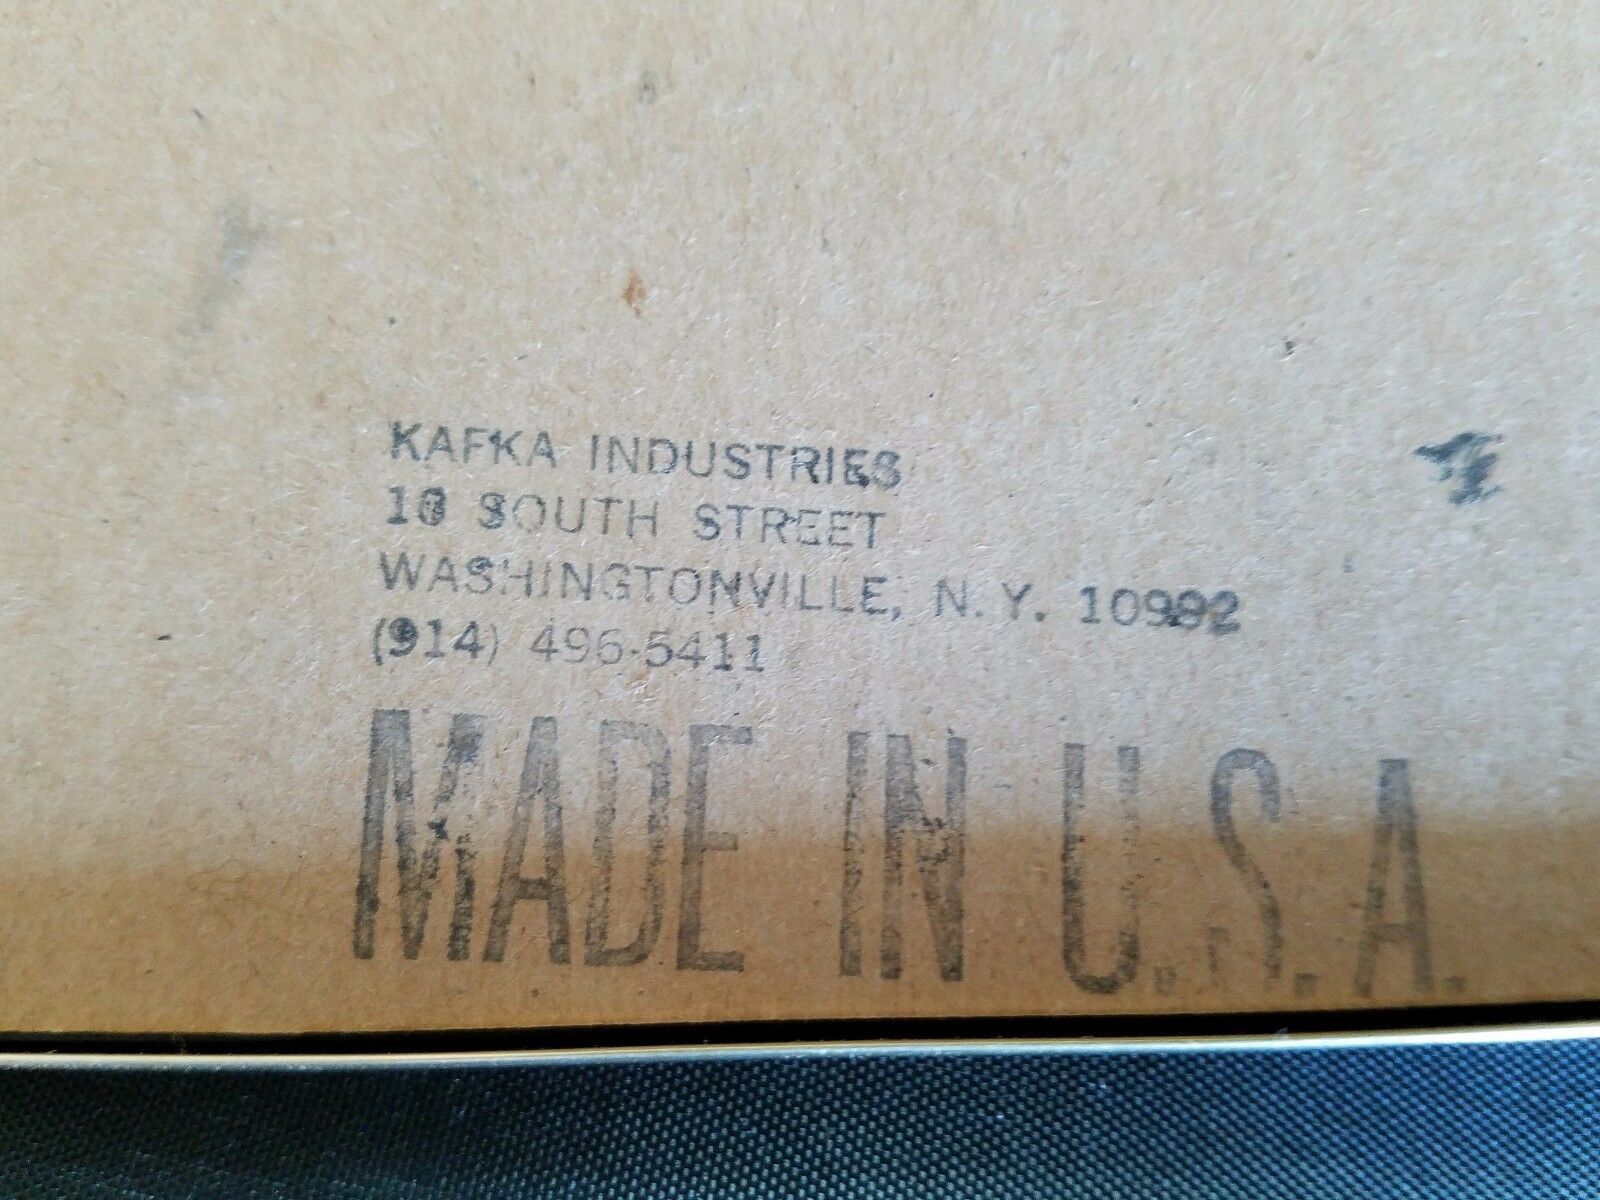 KAFKA INDUSTRIES
10 SOUTH STREET
WASHINGTONVILLE, N.Y. 10992
(914) 496-5411
MADE IN U.S.A.